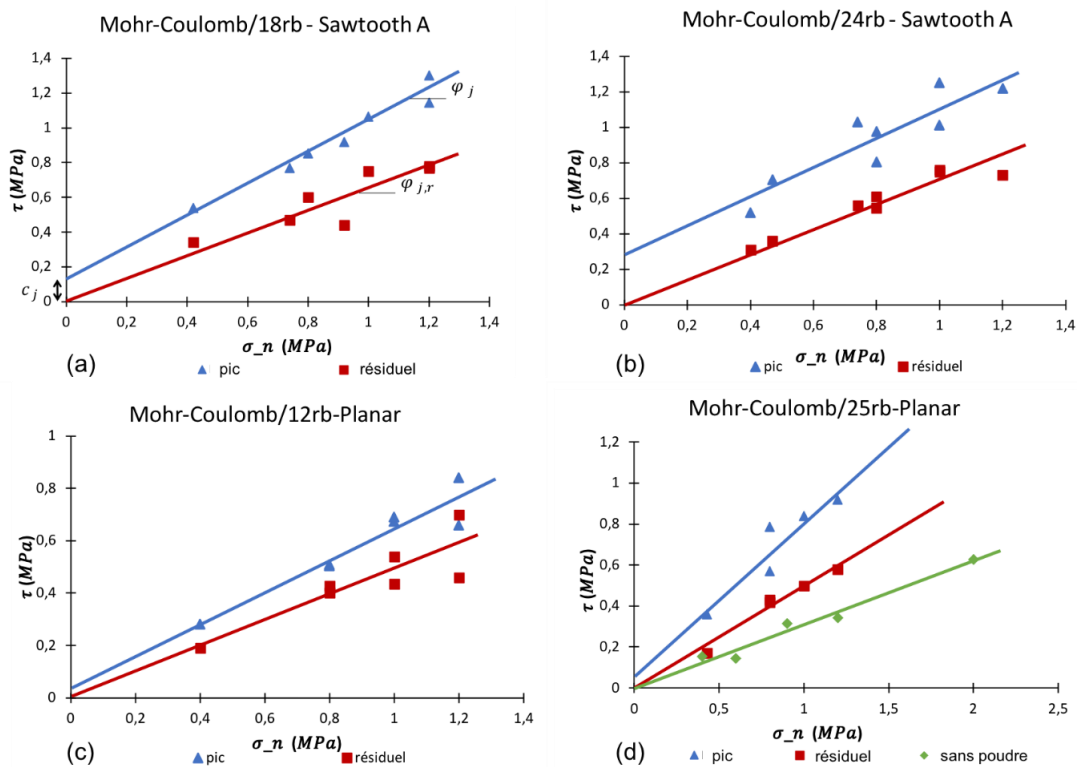 Mohr-Coulomb/18rb - Sawtooth A
τ (MPa)
1,4
1,2
1
0,8
0,6
0,4
0,2
0
φ_j
φ_j,r
c_j
0 0,2 0,4 0,6 0,8 1 1,2 1,4
σ_n (MPa)
(a)
pic résiduel
Mohr-Coulomb/24rb - Sawtooth A
τ (MPa)
1,4
1,2
1
0,8
0,6
0,4
0,2
0
0 0,2 0,4 0,6 0,8 1 1,2 1,4
σ_n (MPa)
(b)
pic résiduel
Mohr-Coulomb/12rb-Planar
τ (MPa)
1
0,8
0,6
0,4
0,2
0
0 0,2 0,4 0,6 0,8 1 1,2 1,4
σ_n (MPa)
(c)
pic résiduel
Mohr-Coulomb/25rb-Planar
τ (MPa)
1,2
1
0,8
0,6
0,4
0,2
0
0 0,5 1 1,5 2 2,5
σ_n (MPa)
(d)
pic résiduel sans poudre